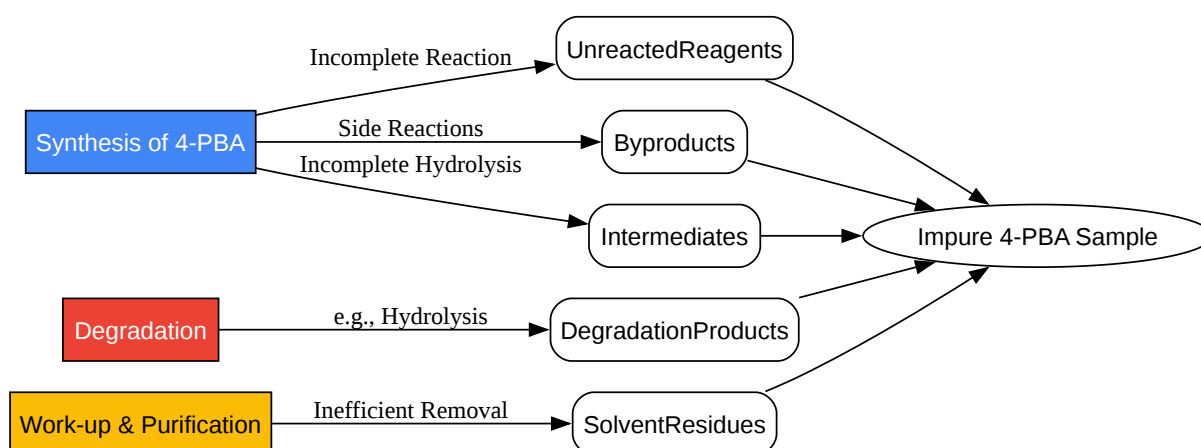 Incomplete Reaction
UnreactedReagents
Synthesis of 4-PBA
Side Reactions
Byproducts
Incomplete Hydrolysis
Intermediates
Impure 4-PBA Sample
Degradation
e.g., Hydrolysis
DegradationProducts
Work-up & Purification
Inefficient Removal
SolventResidues